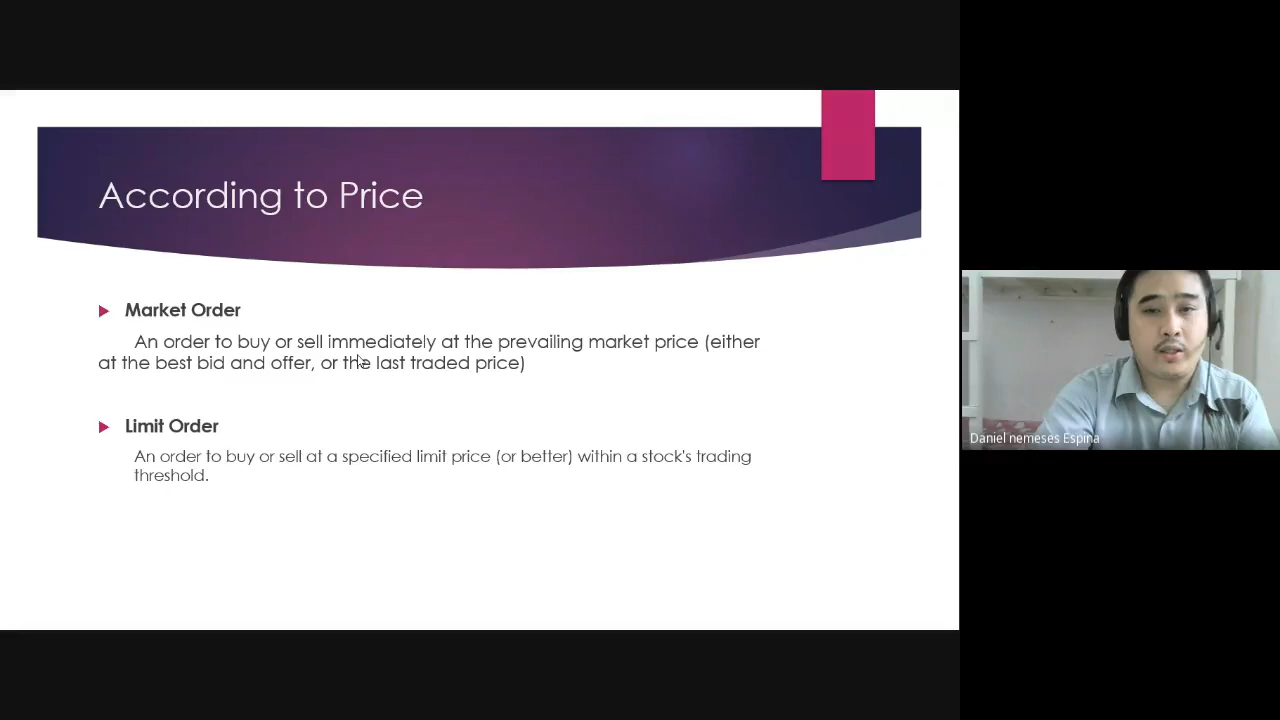 According to Price
Market Order
An order to buy or sell immediately at the prevailing market price (either
at the best bid and offer, or the last traded price)
Limit Order
An order to buy or sell at a specified limit price (or better) within a stock's trading
threshold.
Daniel nemeses Espina